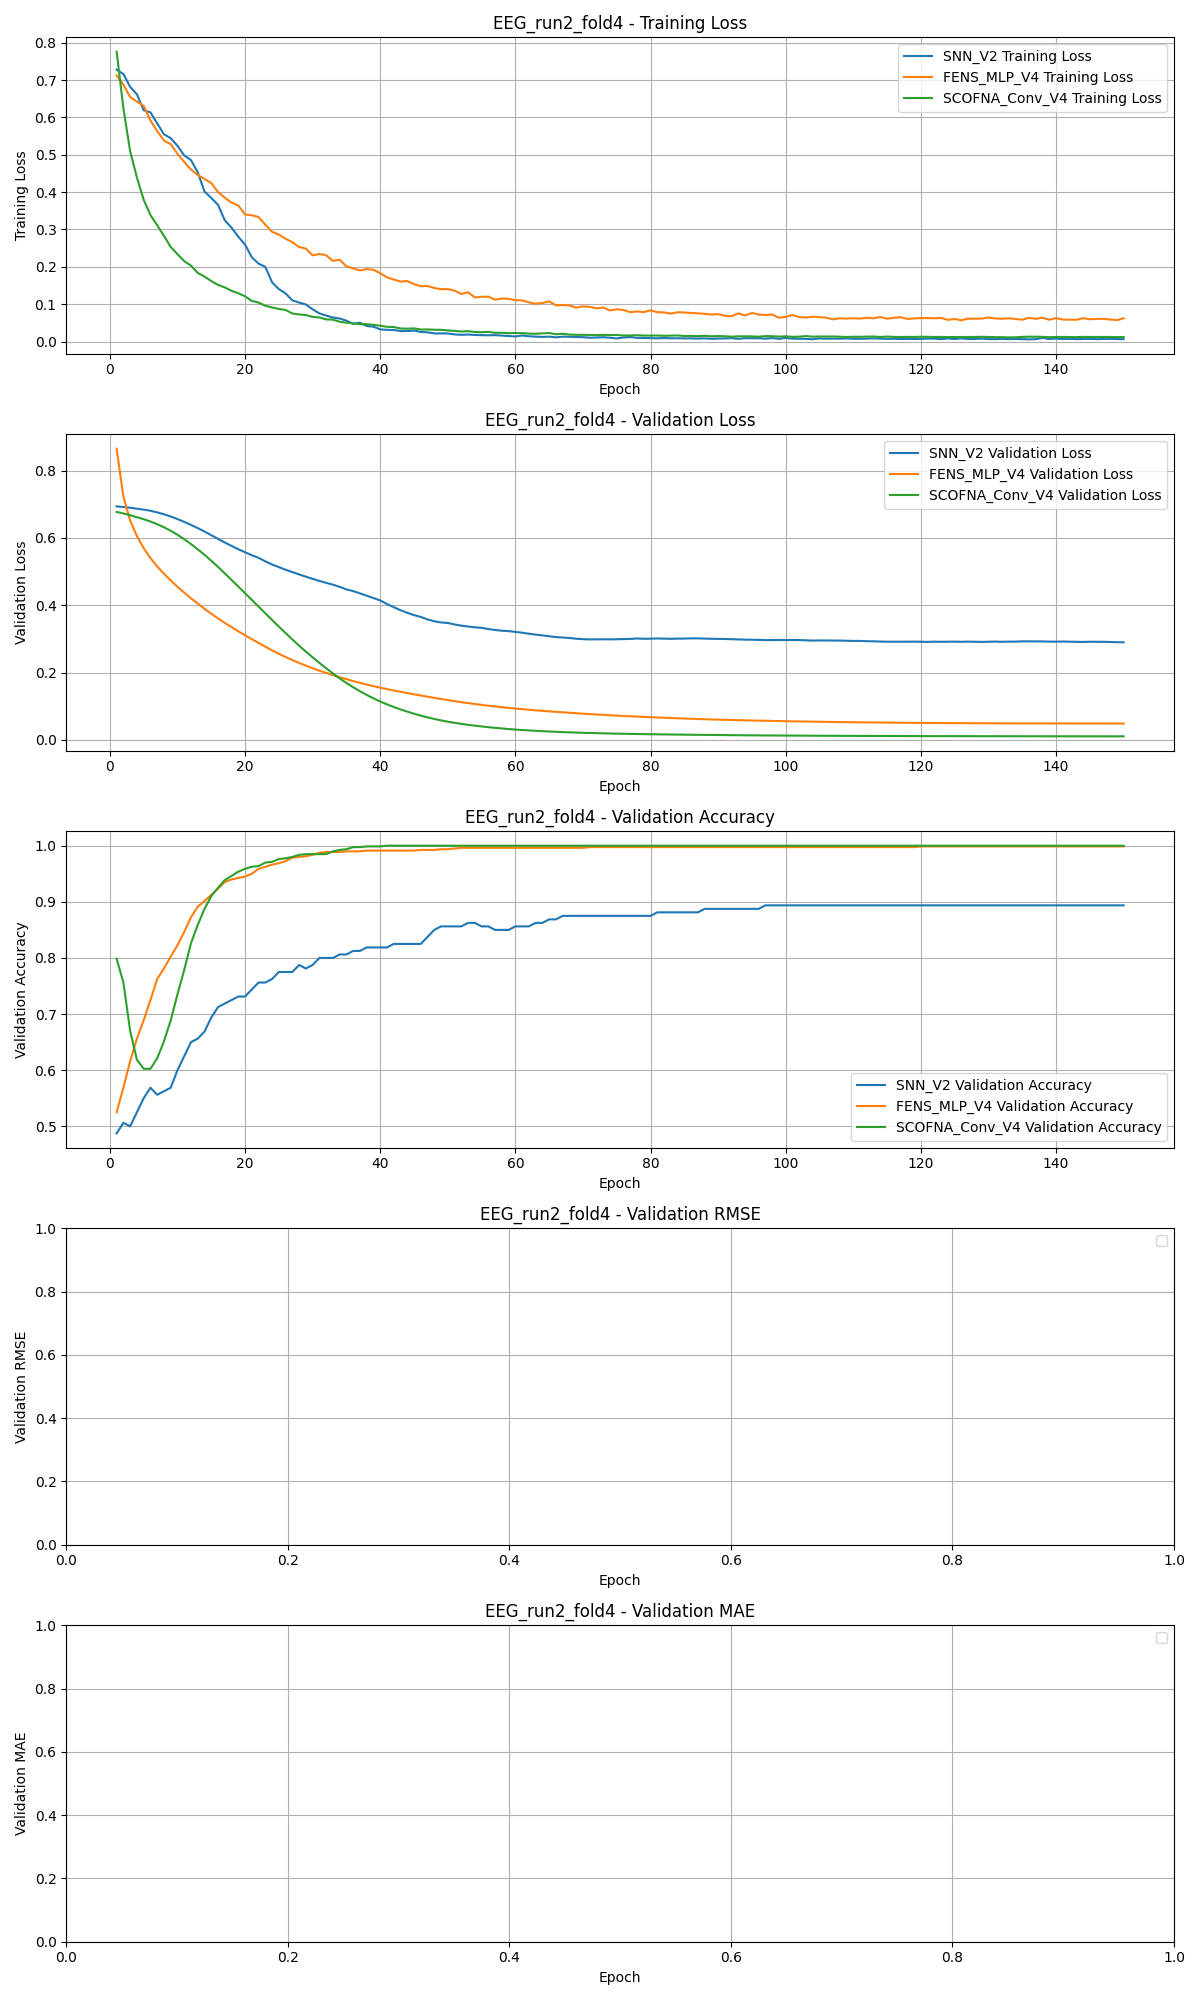 EEG_run2_fold4 - Training Loss
0.8
0.7
0.6
0.5
0.4
0.3
0.2
0.1
0.0
Training Loss
SNN_V2 Training Loss
FENS_MLP_V4 Training Loss
SCOFNA_Conv_V4 Training Loss
0 20 40 60 80 100 120 140
Epoch
EEG_run2_fold4 - Validation Loss
0.8
0.6
0.4
0.2
0.0
Validation Loss
SNN_V2 Validation Loss
FENS_MLP_V4 Validation Loss
SCOFNA_Conv_V4 Validation Loss
0 20 40 60 80 100 120 140
Epoch
EEG_run2_fold4 - Validation Accuracy
1.0
0.9
0.8
0.7
0.6
0.5
Validation Accuracy
SNN_V2 Validation Accuracy
FENS_MLP_V4 Validation Accuracy
SCOFNA_Conv_V4 Validation Accuracy
0 20 40 60 80 100 120 140
Epoch
EEG_run2_fold4 - Validation RMSE
1.0
0.8
0.6
0.4
0.2
0.0
Validation RMSE
0.0 0.2 0.4 0.6 0.8 1.0
Epoch
EEG_run2_fold4 - Validation MAE
1.0
0.8
0.6
0.4
0.2
0.0
Validation MAE
0.0 0.2 0.4 0.6 0.8 1.0
Epoch